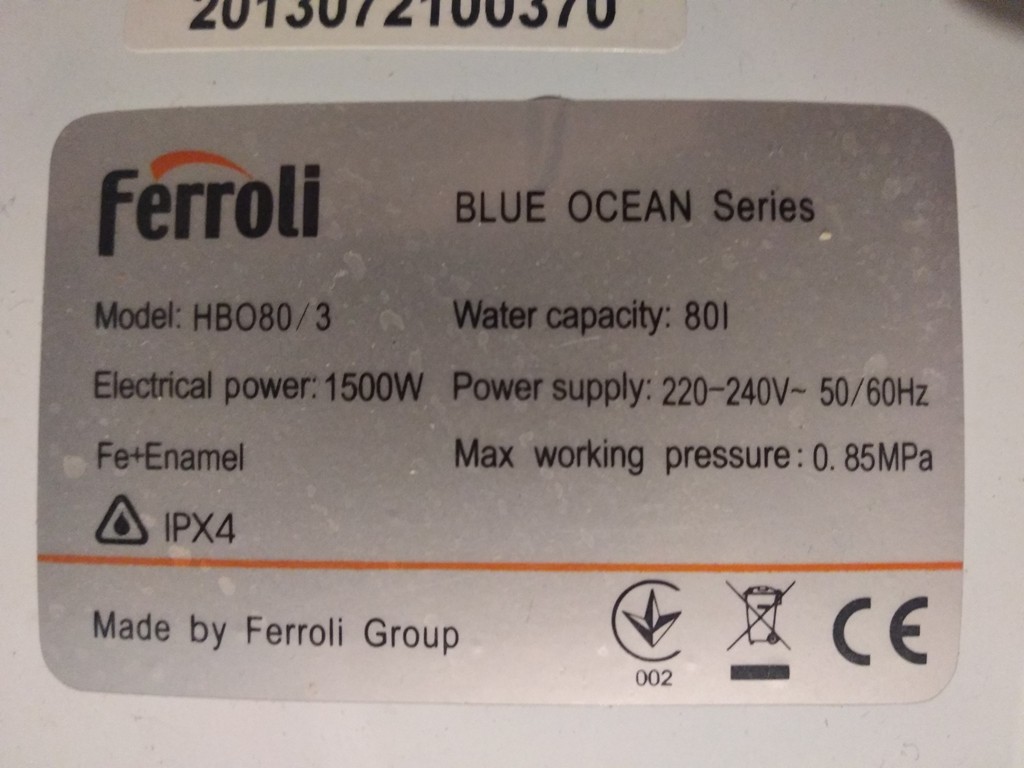 2013072100370
Ferroli
BLUE OCEAN Series
Model: HBO80/3
Water capacity: 80l
Electrical power: 1500W
Power supply: 220-240V~ 50/60Hz
Fe+Enamel
Max working pressure: 0.85MPa
IPX4
Made by Ferroli Group
002
CE